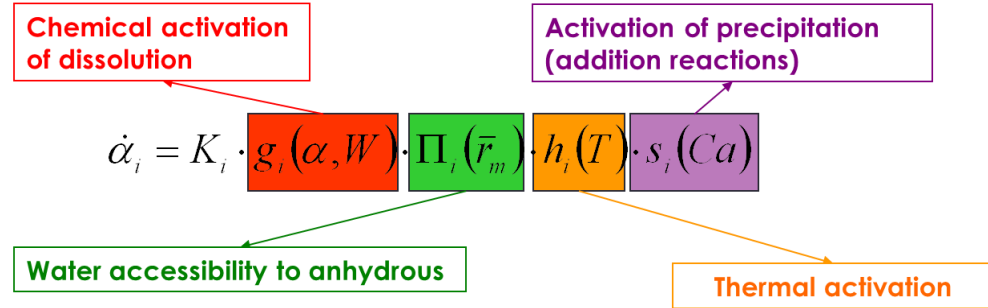 Chemical activation
of dissolution
Activation of precipitation
(addition reactions)
α̇ᵢ = Kᵢ · gᵢ(α,W) · Πᵢ(r̄ₘ) · hᵢ(T) · sᵢ(Ca)
Water accessibility to anhydrous
Thermal activation